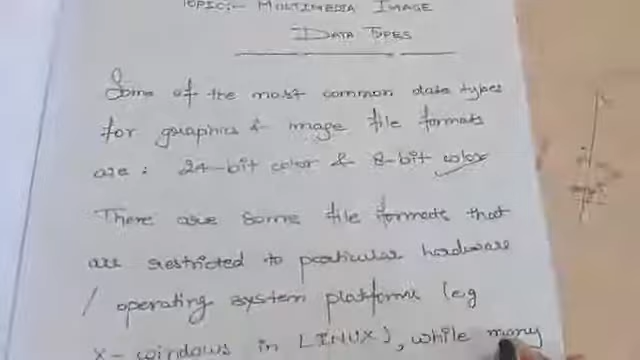 TOPIC:- MULTIMEDIA IMAGE
DATA TYPES
Some of the most common data types
for graphics & image file formats
are: 24-bit color & 8-bit color
There are some file formats that
are restricted to particular hardware
/ operating system platforms (eg
X-windows in LINUX), while many